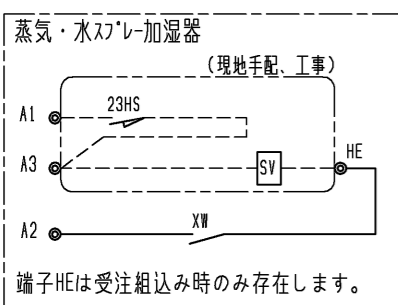 蒸気・水ｽﾌﾟﾚｰ加湿器
(現地手配、工事)
23HS
A1
HE
A3
SV
XW
A2
端子HEは受注組込み時のみ存在します。